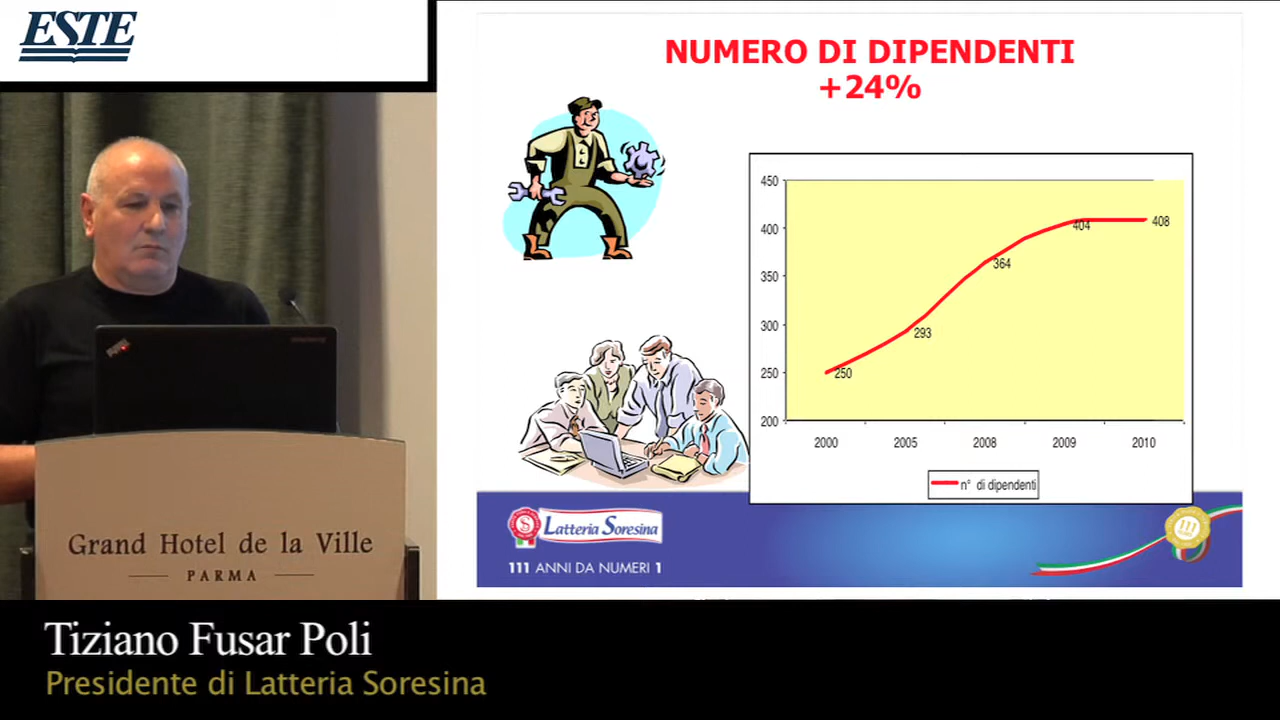 ESTE
NUMERO DI DIPENDENTI
+24%
450
400
350
300
250
200
250
293
364
404
408
2000
2005
2008
2009
2010
n° di dipendenti
Latteria Soresina
111 ANNI DA NUMERI 1
111
Grand Hotel de la Ville
PARMA
Tiziano Fusar Poli
Presidente di Latteria Soresina